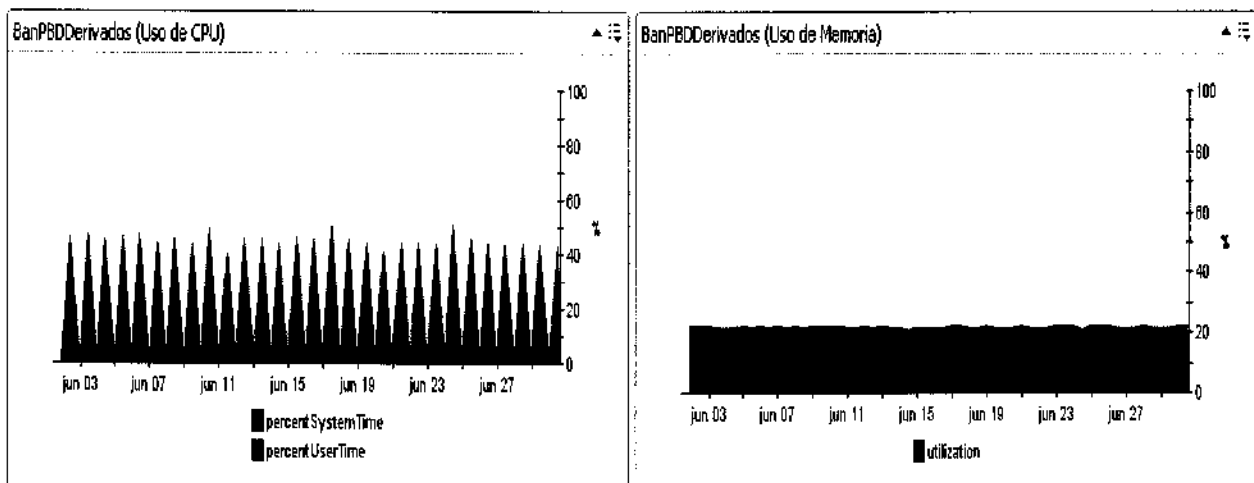 BanPBDDerivados (Uso de CPU)
100
80
60
%
40
20
0
jun 03 jun 07 jun 11 jun 15 jun 19 jun 23 jun 27
percentSystemTime
percentUserTime
BanPBDDerivados (Uso de Memoria)
100
80
60
%
40
20
0
jun 03 jun 07 jun 11 jun 15 jun 19 jun 23 jun 27
utilization